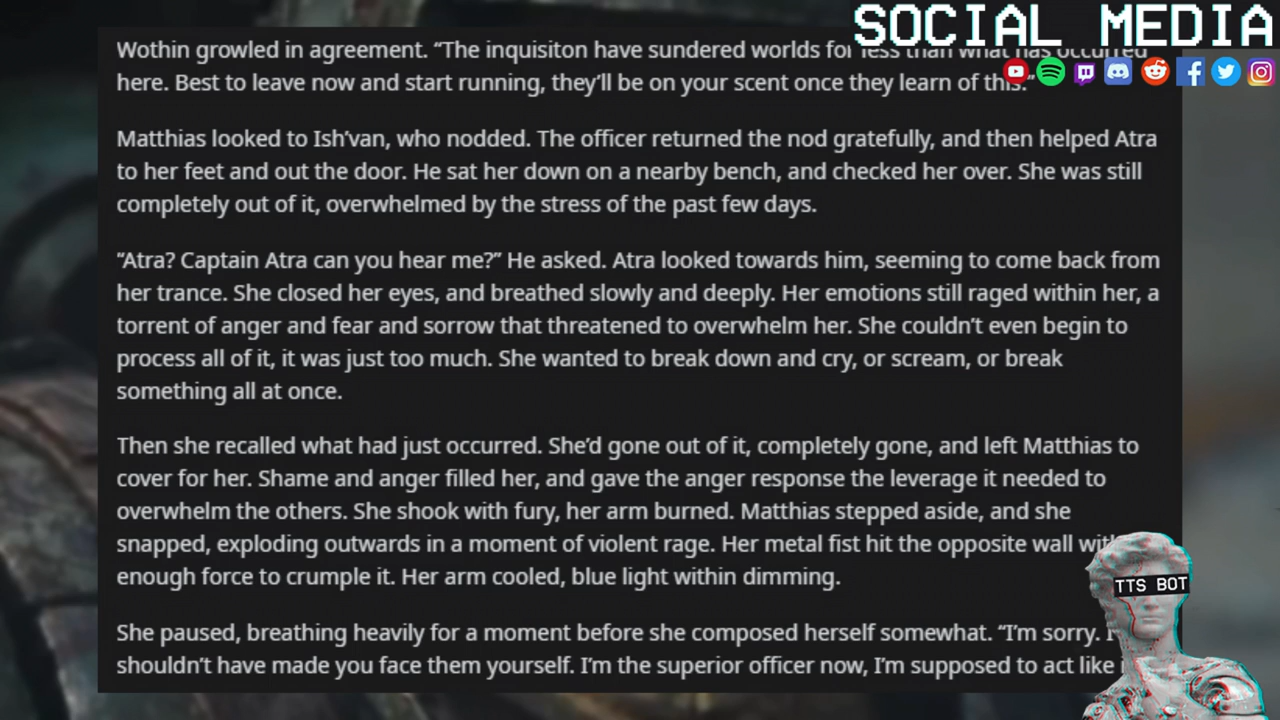 SOCIAL MEDIA
Wothin growled in agreement. “The inquisiton have sundered worlds for less than what has occurred
here. Best to leave now and start running, they’ll be on your scent once they learn of this.”
Matthias looked to Ish’van, who nodded. The officer returned the nod gratefully, and then helped Atra
to her feet and out the door. He sat her down on a nearby bench, and checked her over. She was still
completely out of it, overwhelmed by the stress of the past few days.
“Atra? Captain Atra can you hear me?” He asked. Atra looked towards him, seeming to come back from
her trance. She closed her eyes, and breathed slowly and deeply. Her emotions still raged within her, a
torrent of anger and fear and sorrow that threatened to overwhelm her. She couldn’t even begin to
process all of it, it was just too much. She wanted to break down and cry, or scream, or break
something all at once.
Then she recalled what had just occurred. She’d gone out of it, completely gone, and left Matthias to
cover for her. Shame and anger filled her, and gave the anger response the leverage it needed to
overwhelm the others. She shook with fury, her arm burned. Matthias stepped aside, and she
snapped, exploding outwards in a moment of violent rage. Her metal fist hit the opposite wall with
enough force to crumple it. Her arm cooled, blue light within dimming.
TTS BOT
She paused, breathing heavily for a moment before she composed herself somewhat. “I’m sorry. I
shouldn’t have made you face them yourself. I’m the superior officer now, I’m supposed to act like